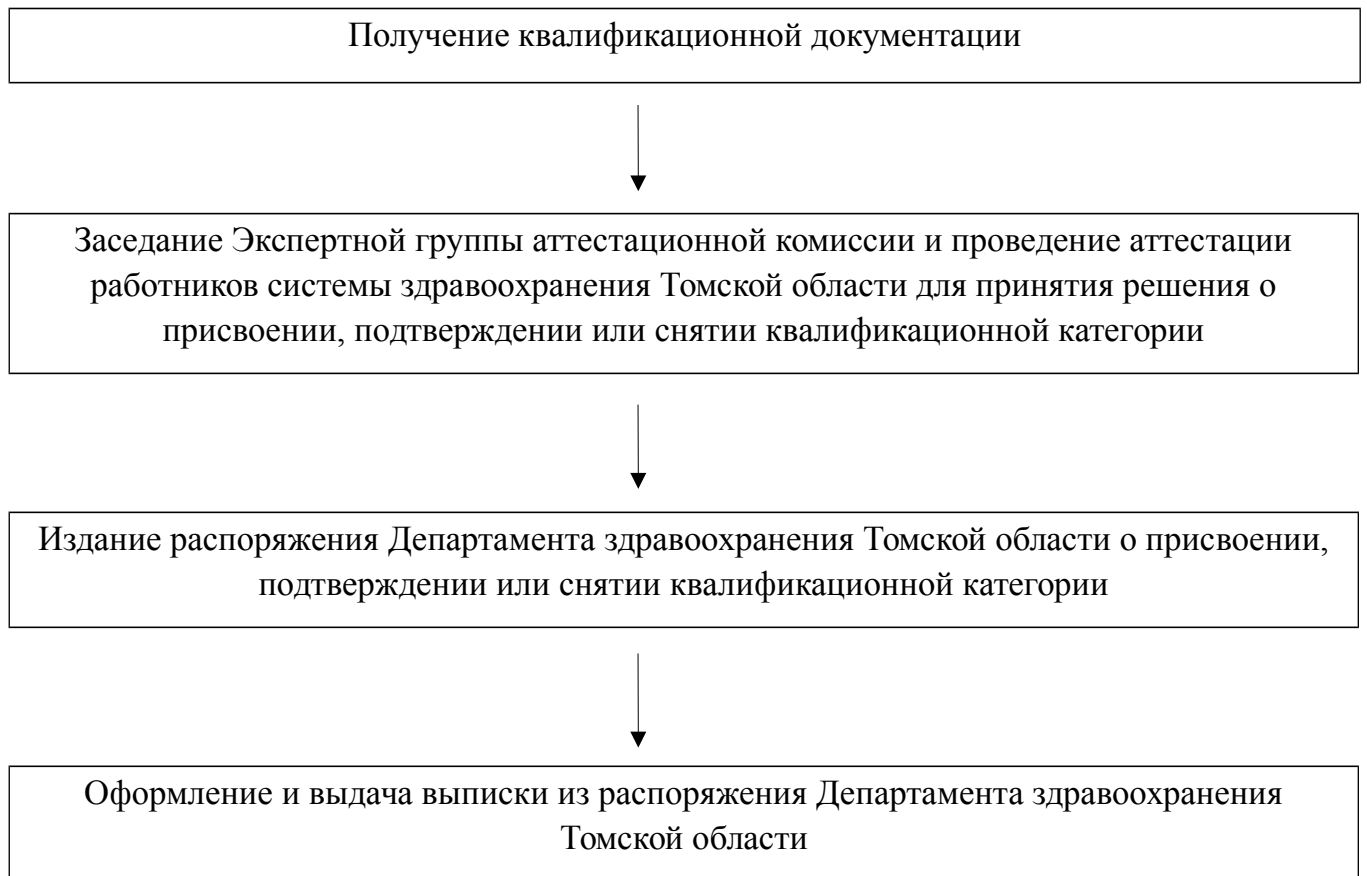 Получение квалификационной документации
Заседание Экспертной группы аттестационной комиссии и проведение аттестации
работников системы здравоохранения Томской области для принятия решения о
присвоении, подтверждении или снятии квалификационной категории
Издание распоряжения Департамента здравоохранения Томской области о присвоении,
подтверждении или снятии квалификационной категории
Оформление и выдача выписки из распоряжения Департамента здравоохранения
Томской области